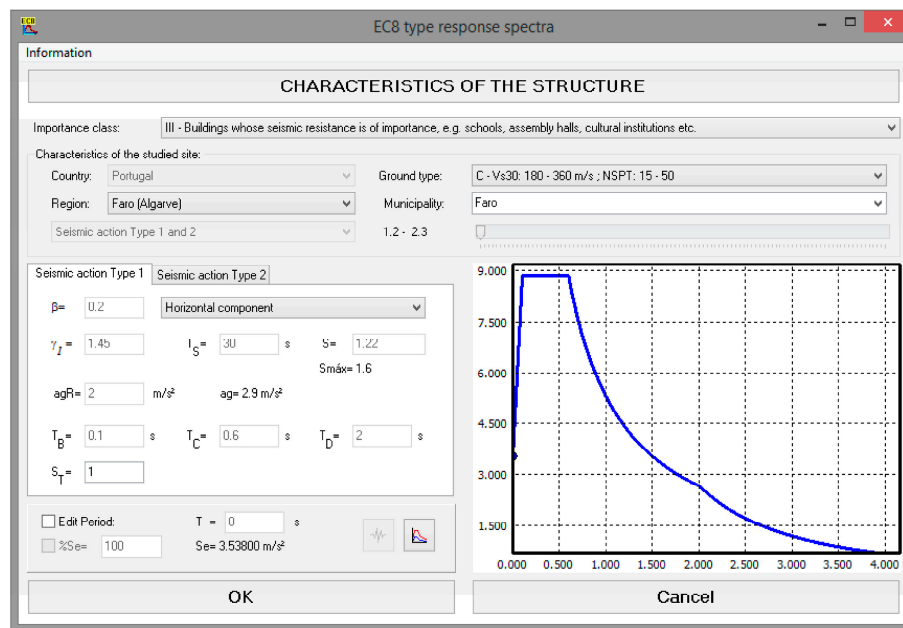 EC8
EC8 type response spectra
Information
CHARACTERISTICS OF THE STRUCTURE
Importance class: III - Buildings whose seismic resistance is of importance, e.g. schools, assembly halls, cultural institutions etc.
Characteristics of the studied site:
Country: Portugal Ground type: C - Vs30: 180 - 360 m/s ; NSPT: 15 - 50
Region: Faro (Algarve) Municipality: Faro
Seismic action Type 1 and 2 1.2 - 2.3
Seismic action Type 1 Seismic action Type 2
β= 0.2 Horizontal component
γI = 1.45 TS= 30 s S= 1.22
Smáx= 1.6
agR= 2 m/s² ag= 2.9 m/s²
TB= 0.1 s TC= 0.6 s TD= 2 s
ST= 1
Edit Period: T = 0 s
%Se= 100 Se= 3.53800 m/s²
9.000
7.500
6.000
4.500
3.000
1.500
0.000 0.500 1.000 1.500 2.000 2.500 3.000 3.500 4.000
OK Cancel